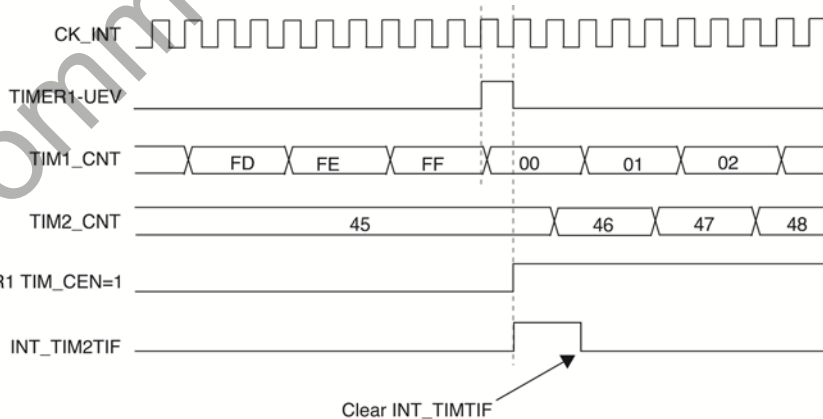 CK_INT
TIMER1-UEV
TIM1_CNT FD FE FF 00 01 02
TIM2_CNT 45 46 47 48
R1 TIM_CEN=1
INT_TIM2TIF
Clear INT_TIMTIF
omm